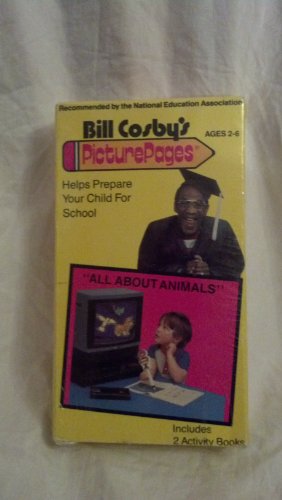 Recommended by the National Education Association
Bill Cosby's
AGES 2-6
PicturePages™
Helps Prepare
Your Child For
School
"ALL ABOUT ANIMALS"
Includes
2 Activity Books